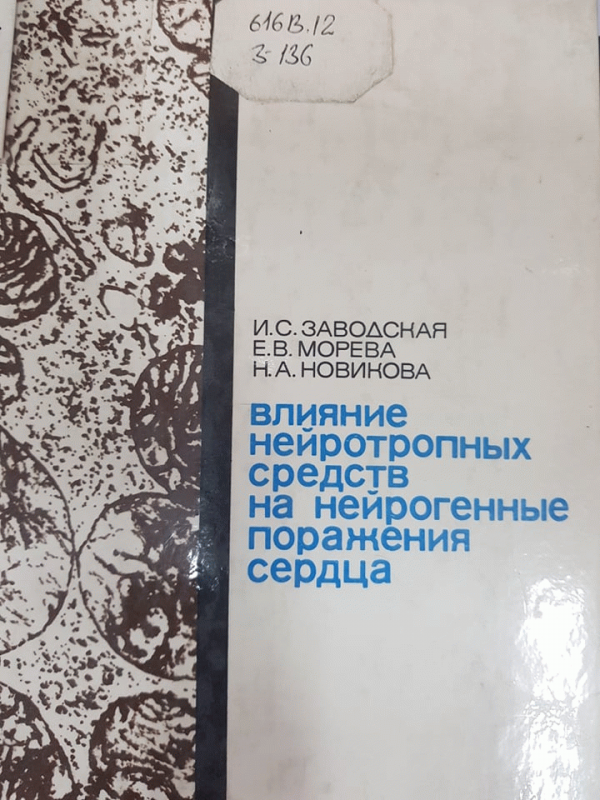 616В.12
З-136
И.С. ЗАВОДСКАЯ
Е.В. МОРЕВА
Н.А. НОВИКОВА
влияние
нейротропных
средств
на нейрогенные
поражения
сердца